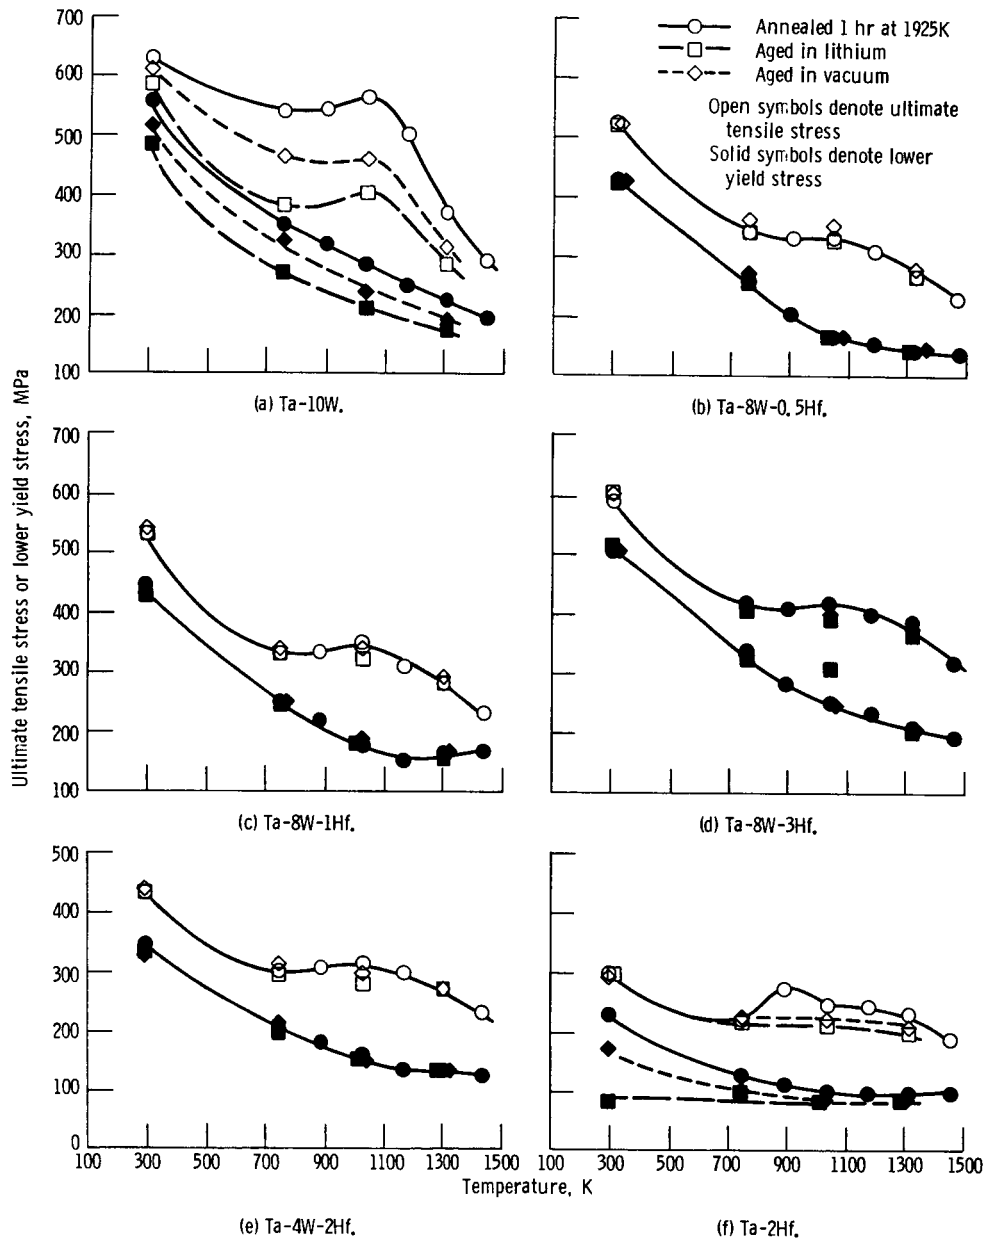 700
600
500
400
300
200
100
(a) Ta-10W.
Annealed 1 hr at 1925K
Aged in lithium
Aged in vacuum
Open symbols denote ultimate
tensile stress
Solid symbols denote lower
yield stress
(b) Ta-8W-0.5Hf.
Ultimate tensile stress or lower yield stress, MPa
700
600
500
400
300
200
100
(c) Ta-8W-1Hf.
(d) Ta-8W-3Hf.
500
400
300
200
100
0
100 300 500 700 900 1100 1300 1500
(e) Ta-4W-2Hf.
100 300 500 700 900 1100 1300 1500
Temperature, K
(f) Ta-2Hf.